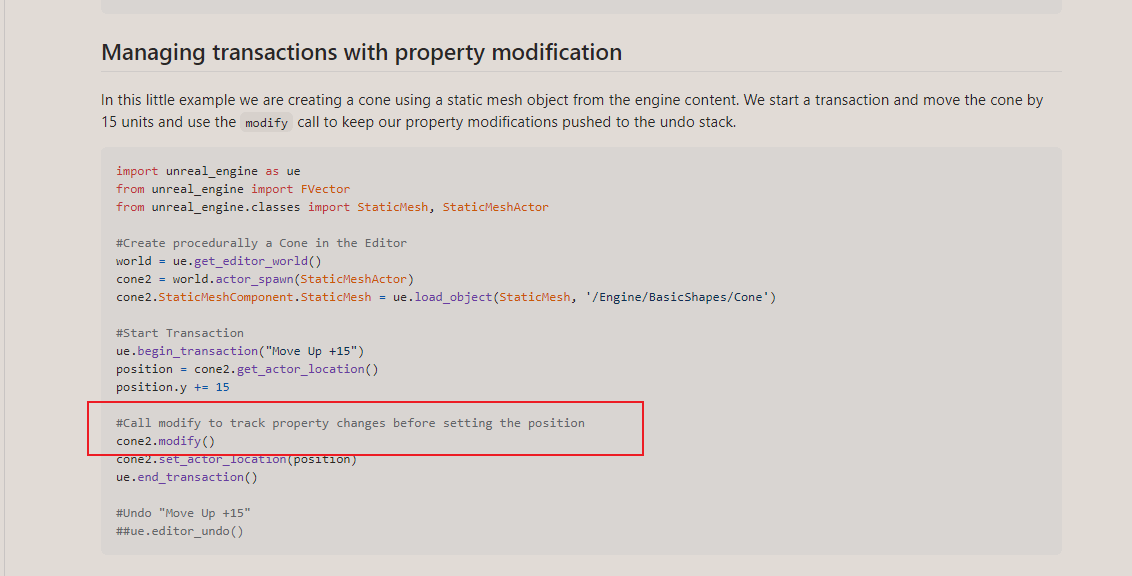 Managing transactions with property modification
In this little example we are creating a cone using a static mesh object from the engine content. We start a transaction and move the cone by
15 units and use the modify call to keep our property modifications pushed to the undo stack.
import unreal_engine as ue
from unreal_engine import FVector
from unreal_engine.classes import StaticMesh, StaticMeshActor
#Create procedurally a Cone in the Editor
world = ue.get_editor_world()
cone2 = world.actor_spawn(StaticMeshActor)
cone2.StaticMeshComponent.StaticMesh = ue.load_object(StaticMesh, '/Engine/BasicShapes/Cone')
#Start Transaction
ue.begin_transaction("Move Up +15")
position = cone2.get_actor_location()
position.y += 15
#Call modify to track property changes before setting the position
cone2.modify()
cone2.set_actor_location(position)
ue.end_transaction()
#Undo "Move Up +15"
##ue.editor_undo()